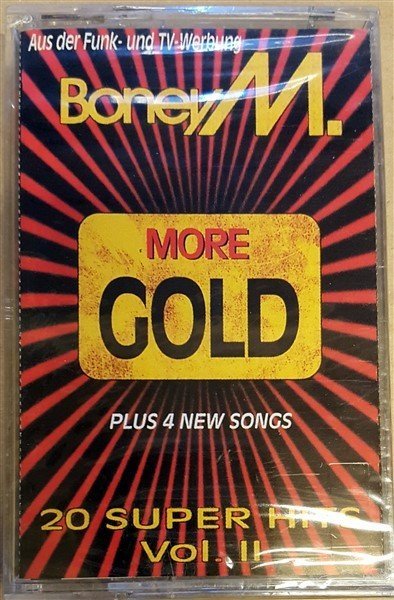 Aus der Funk- und TV-Werbung
Boney M.
MORE
GOLD
PLUS 4 NEW SONGS
20 SUPER HITS
Vol. II